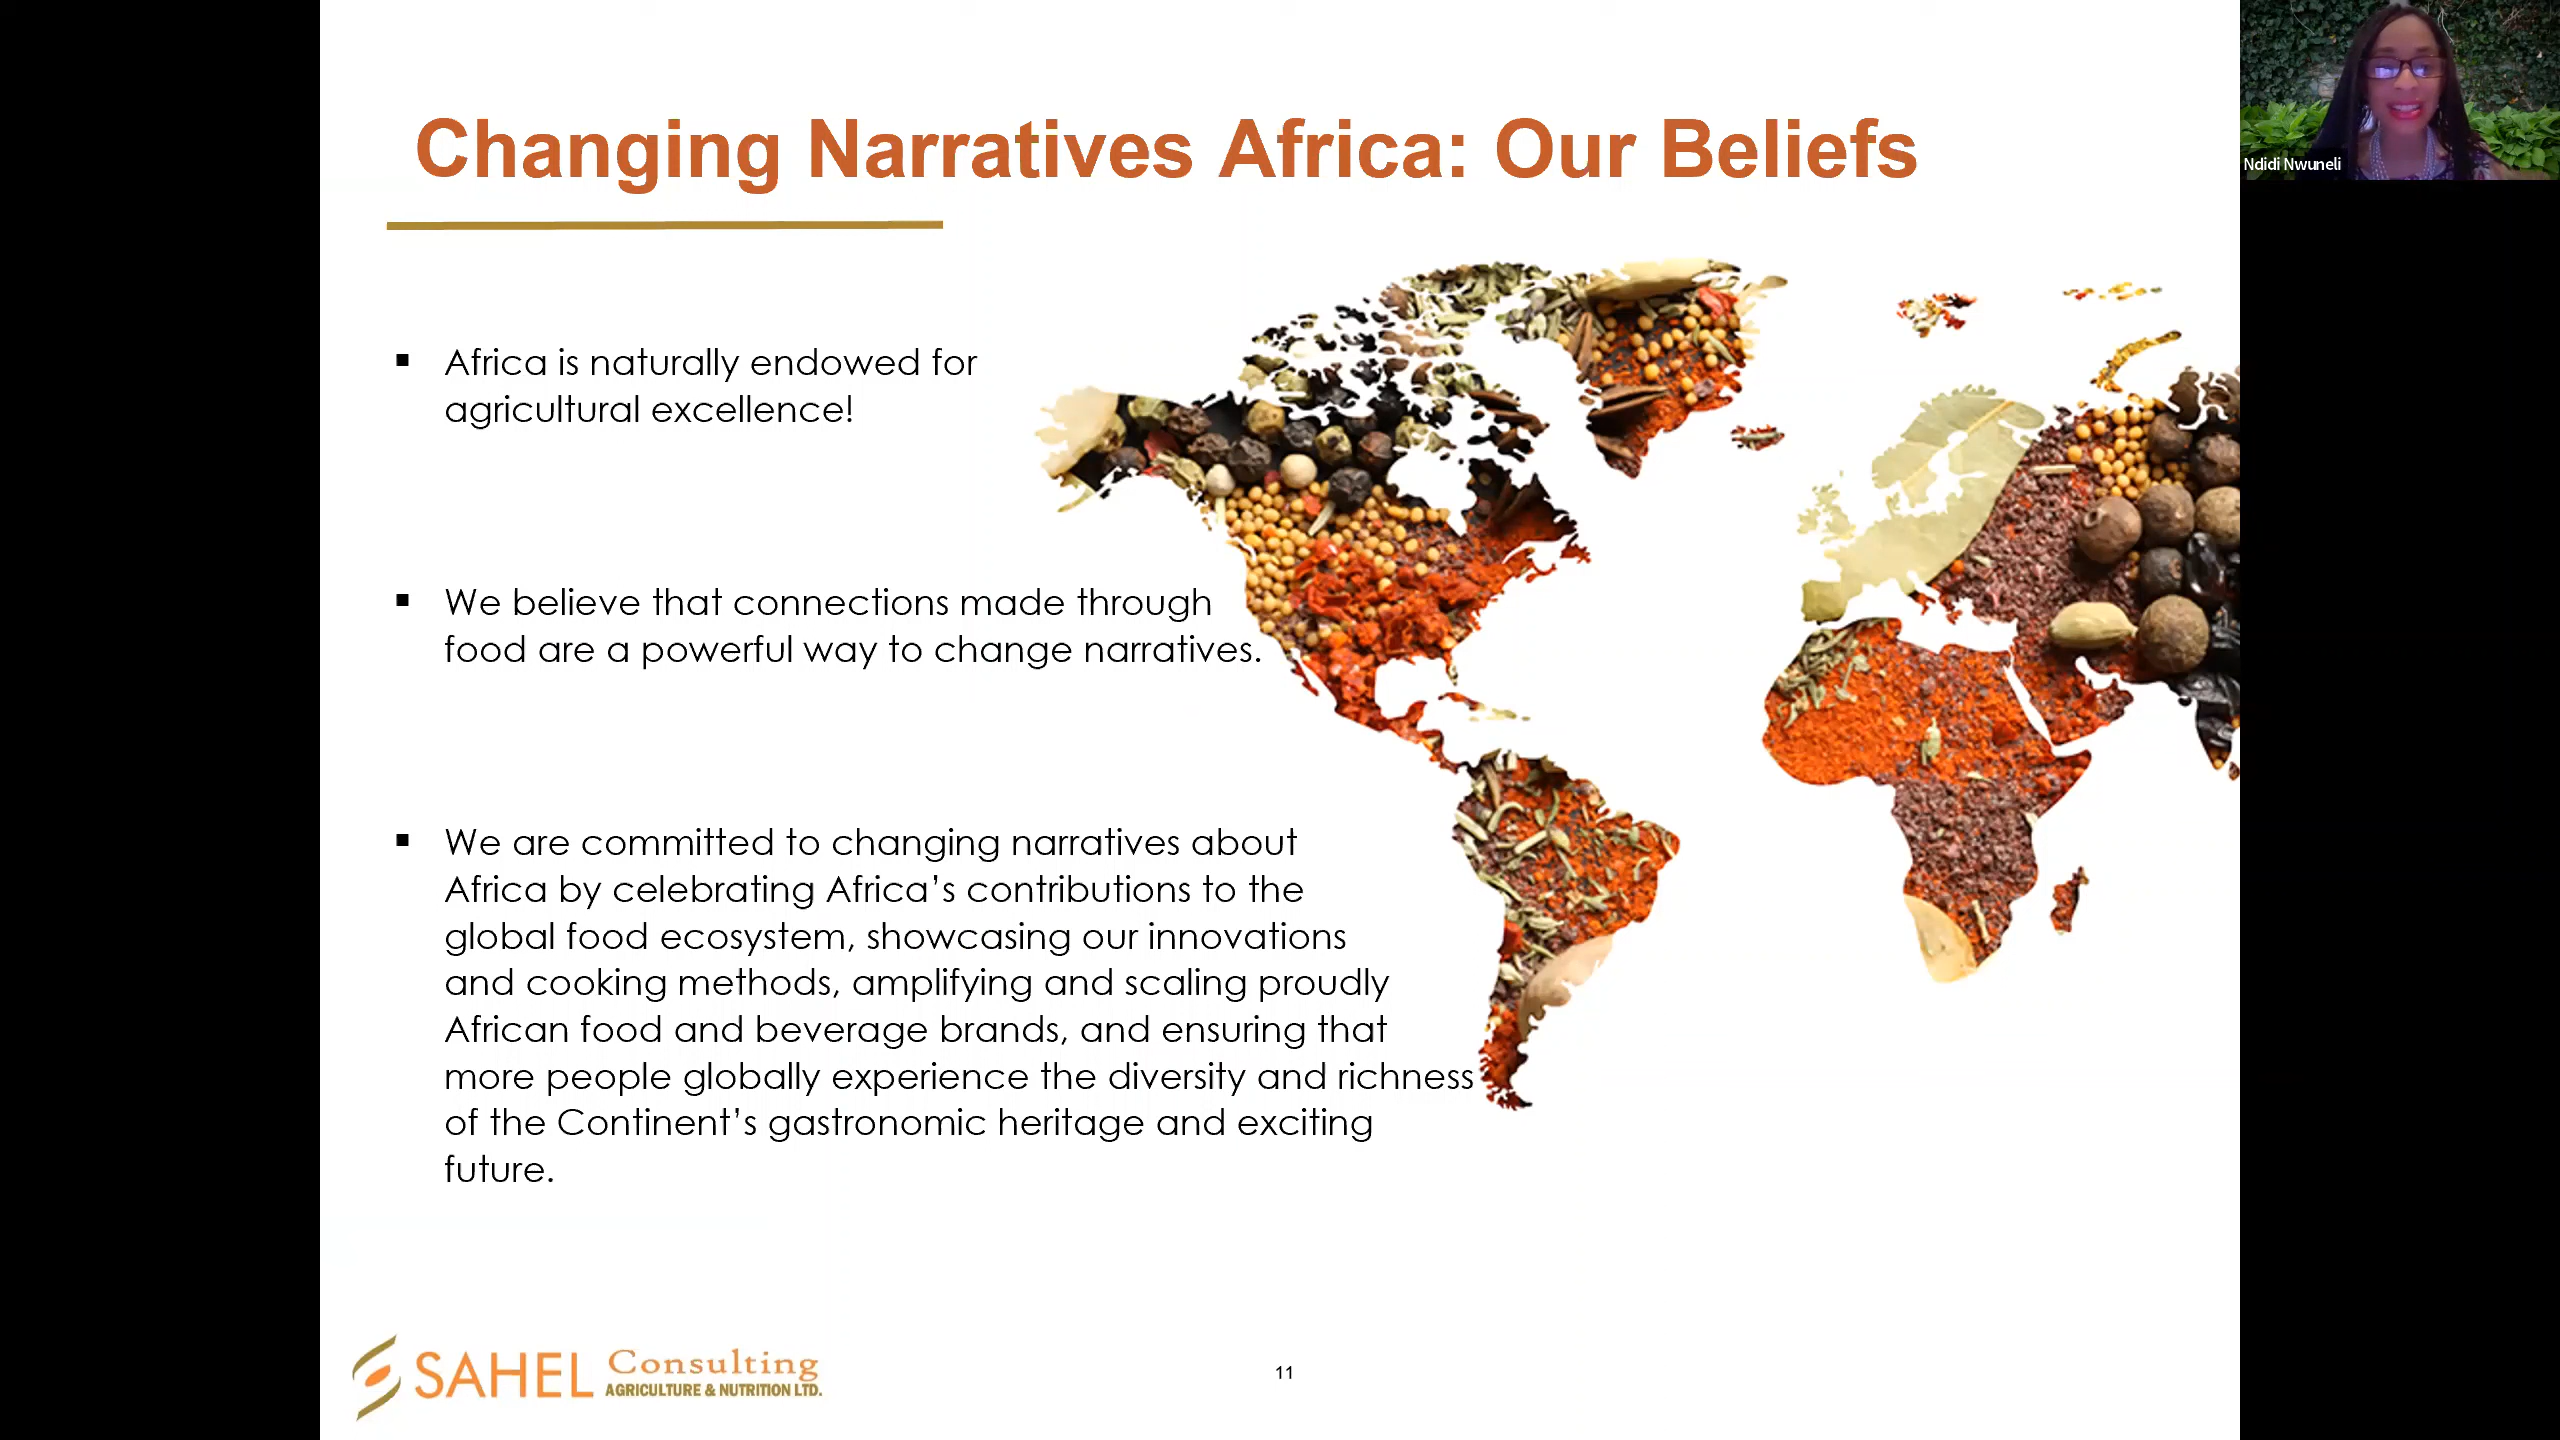 Changing Narratives Africa: Our Beliefs
Ndidi Nwuneli
▪ Africa is naturally endowed for
agricultural excellence!
▪ We believe that connections made through
food are a powerful way to change narratives.
▪ We are committed to changing narratives about
Africa by celebrating Africa’s contributions to the
global food ecosystem, showcasing our innovations
and cooking methods, amplifying and scaling proudly
African food and beverage brands, and ensuring that
more people globally experience the diversity and richness
of the Continent’s gastronomic heritage and exciting
future.
SAHEL Consulting
AGRICULTURE & NUTRITION LTD.
11